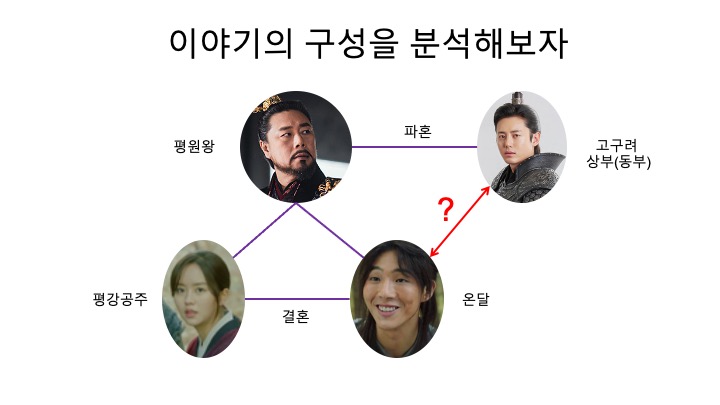 이야기의 구성을 분석해보자
평원왕
파혼
고구려
상부(동부)
?
평강공주
결혼
온달